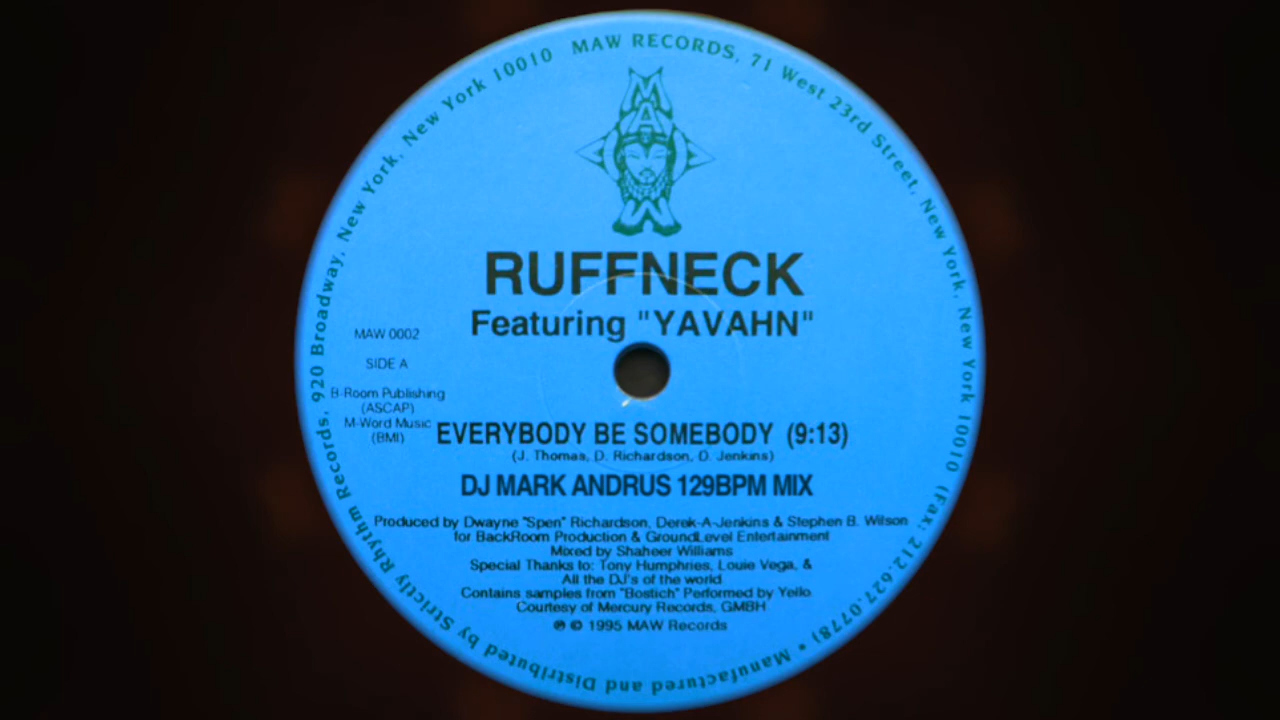 MAW RECORDS, 71 West 23rd Street, New York, New York 10010 (Fax: 212.627.0778) • Manufactured and Distributed by Strictly Rhythm Records, 920 Broadway, New York, New York 10010
MAW
RUFFNECK
Featuring "YAVAHN"
MAW 0002
SIDE A
B-Room Publishing
(ASCAP)
M-Word Music
(BMI)
EVERYBODY BE SOMEBODY (9:13)
(J. Thomas, D. Richardson, D. Jenkins)
DJ MARK ANDRUS 129BPM MIX
Produced by Dwayne "Spen" Richardson, Derek-A-Jenkins & Stephen B. Wilson
for BackRoom Production & GroundLevel Entertainment
Mixed by Shaheer Williams
Special Thanks to: Tony Humphries, Louie Vega, &
All the DJ's of the world
Contains samples from "Bostich" Performed by Yello.
Courtesy of Mercury Records, GMBH
℗ © 1995 MAW Records